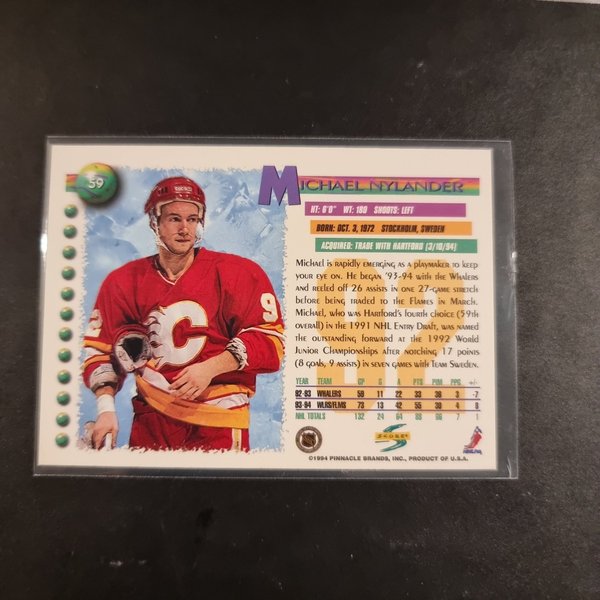 59
MICHAEL NYLANDER
HT: 6'0" WT: 190 SHOOTS: LEFT
BORN: OCT. 3, 1972 STOCKHOLM, SWEDEN
ACQUIRED: TRADE WITH HARTFORD (3/10/94)
Michael is rapidly emerging as a playmaker to keep
your eye on. He began '93-94 with the Whalers
and reeled off 26 assists in one 27-game stretch
before being traded to the Flames in March.
Michael, who was Hartford's fourth choice (59th
overall) in the 1991 NHL Entry Draft, was named
the outstanding forward at the 1992 World
Junior Championships after notching 17 points
(8 goals, 9 assists) in seven games with Team Sweden.
YEAR TEAM GP G A PTS PIM PPG +/-
92-93 WHALERS 59 11 22 33 36 3 -7
93-94 WLRS/FLMS 73 13 42 55 30 4 8
NHL TOTALS 132 24 64 88 66 7 1
SCORE
©1994 PINNACLE BRANDS, INC., PRODUCT OF U.S.A.
C
9